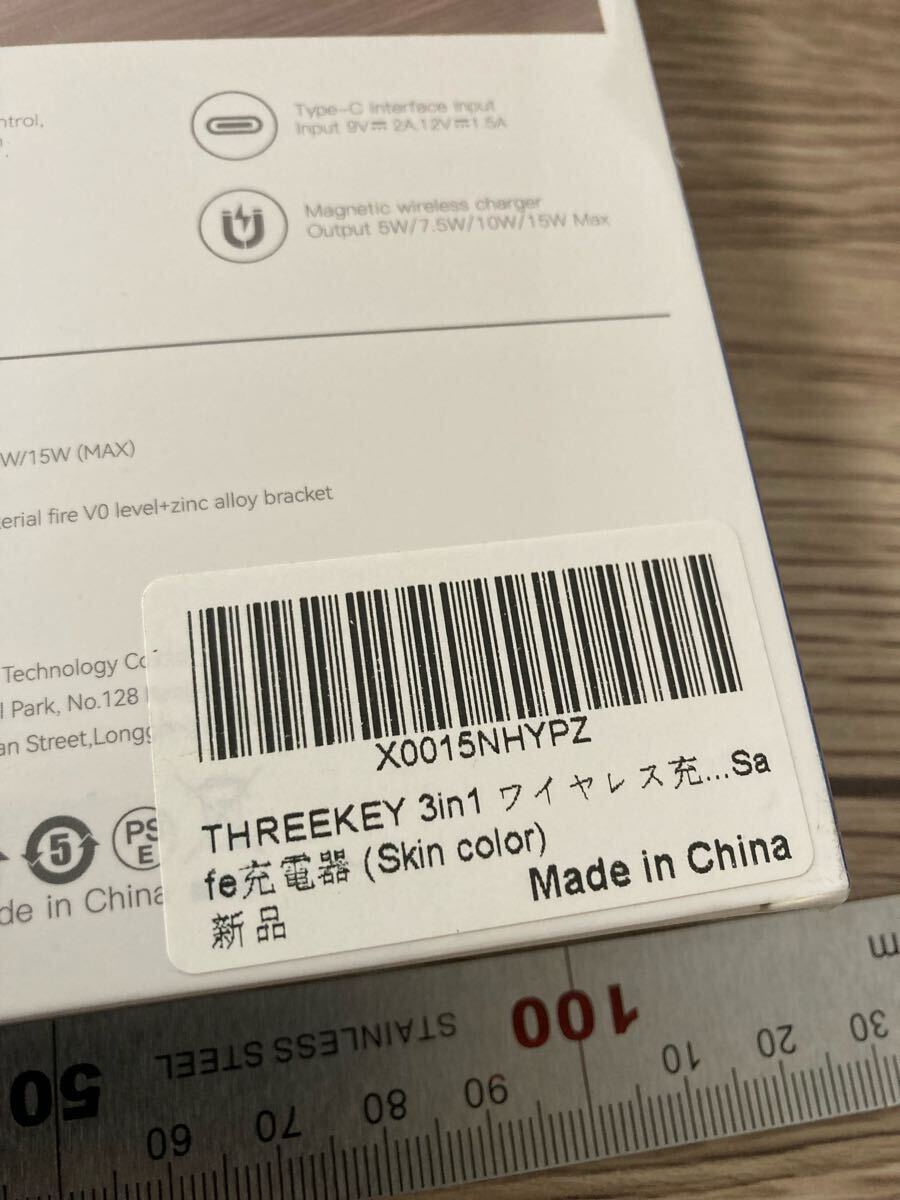 ntrol,
Type-C Interface input
Input 9V⎓2A,12V⎓1.5A
Magnetic wireless charger
Output 5W/7.5W/10W/15W Max
W/15W (MAX)
erial fire V0 level+zinc alloy bracket
Technology Co
l Park, No.128
an Street,Longg
X0015NHYPZ
THREEKEY 3in1 ワイヤレス充...Sa
fe充電器 (Skin color)
新品
Made in China
5
PS
E
de in China
STAINLESS STEEL
50
100
60 70 80 90 10 20 30
m